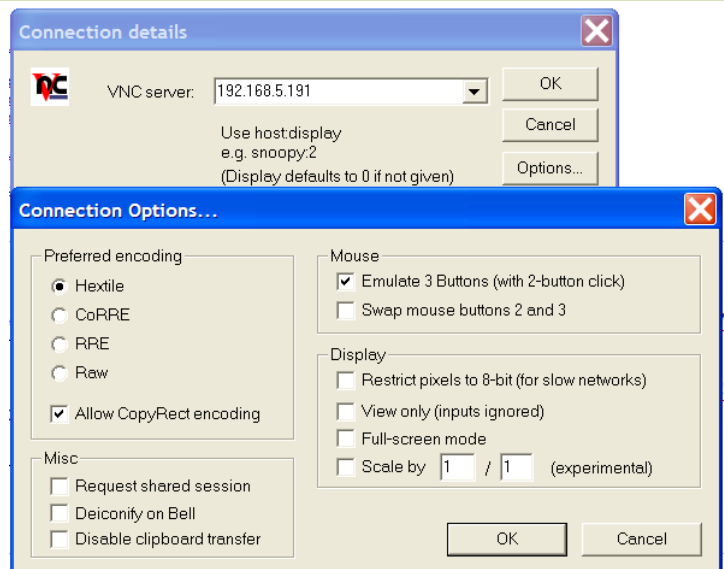 Connection details
VNC
VNC server: 192.168.5.191
OK
Use host:display
e.g. snoopy:2
(Display defaults to 0 if not given)
Cancel
Options...
Connection Options...
Preferred encoding
Hextile
CoRRE
RRE
Raw
Allow CopyRect encoding
Misc
Request shared session
Deiconify on Bell
Disable clipboard transfer
Mouse
Emulate 3 Buttons (with 2-button click)
Swap mouse buttons 2 and 3
Display
Restrict pixels to 8-bit (for slow networks)
View only (inputs ignored)
Full-screen mode
Scale by 1 / 1 (experimental)
OK Cancel